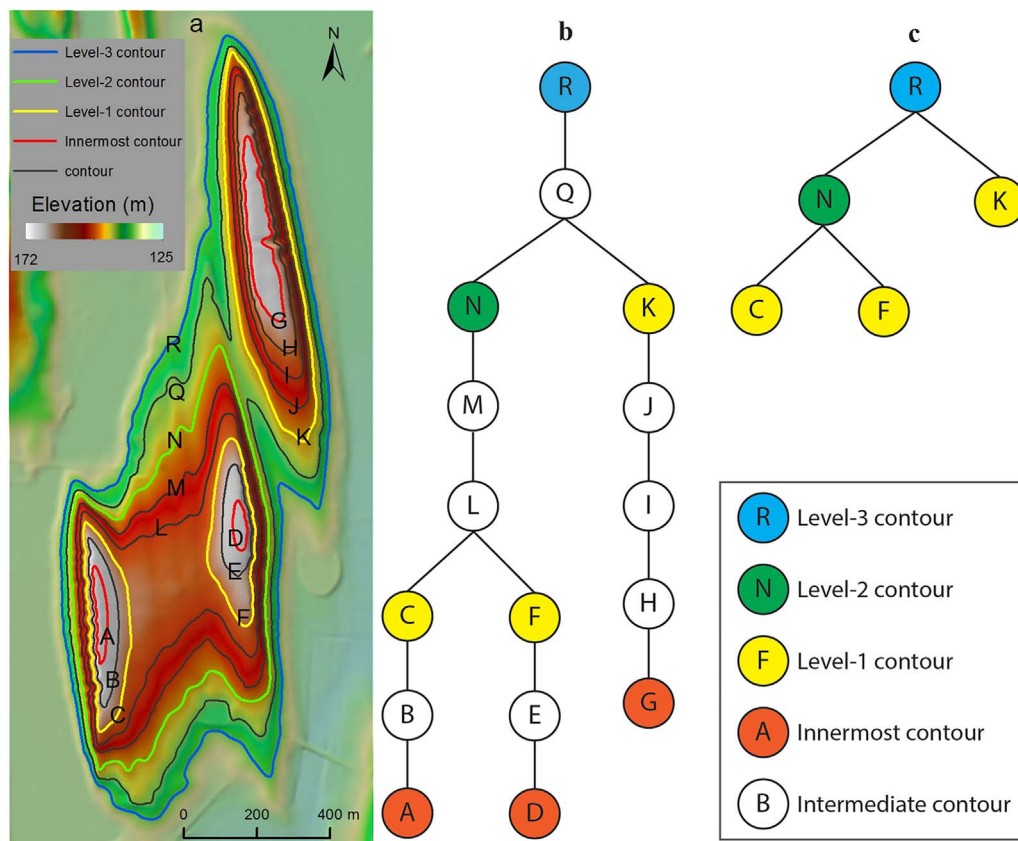 a
N
Level-3 contour
Level-2 contour
Level-1 contour
Innermost contour
contour
Elevation (m)
172 125
G
H
I
J
K
R
Q
N
M
L
D
E
F
A
B
C
0 200 400 m
b
R
Q
N K
M J
L I
C F H
B E G
A D
c
R
N K
C F
R Level-3 contour
N Level-2 contour
F Level-1 contour
A Innermost contour
B Intermediate contour